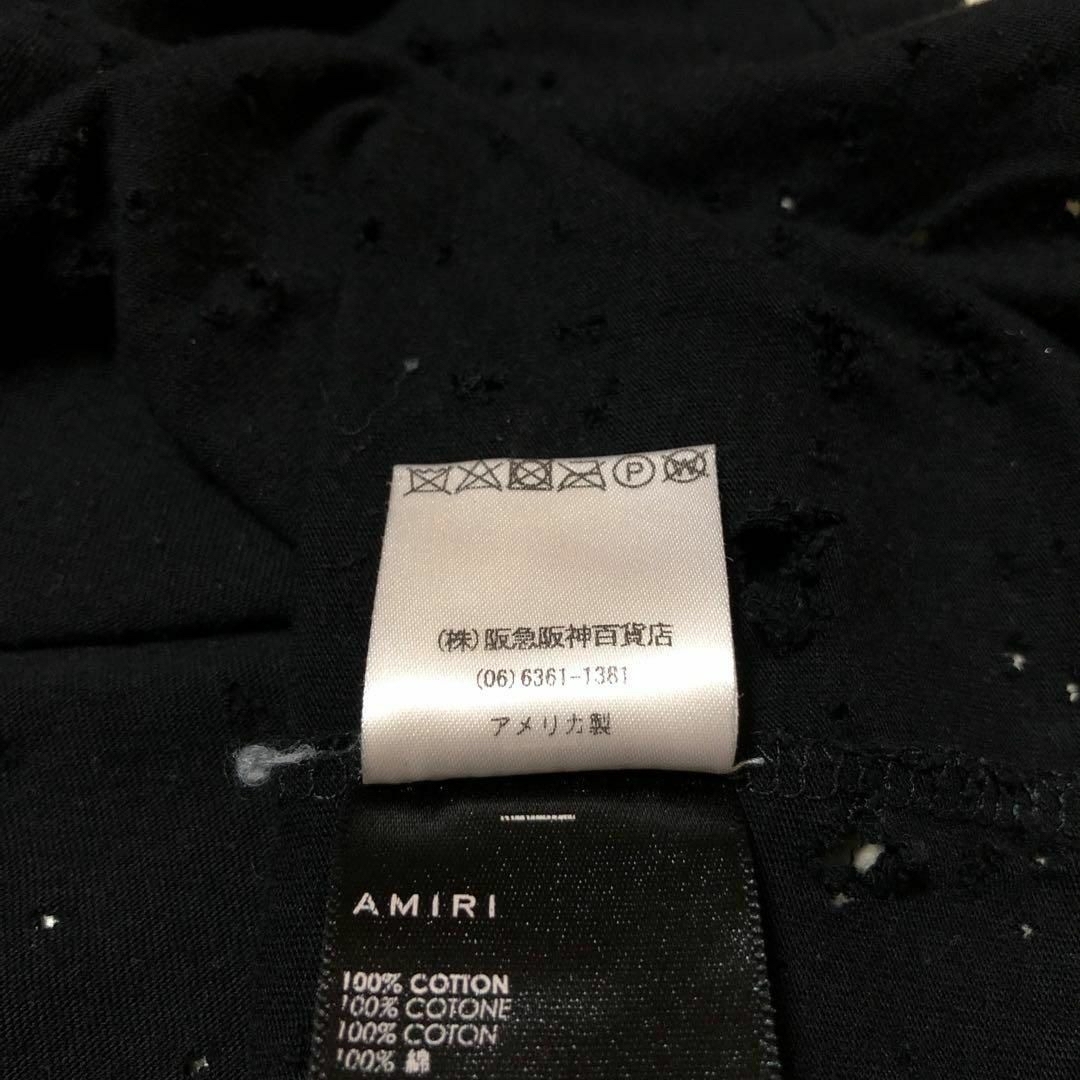 P W
(株)阪急阪神百貨店
(06)6361-1381
アメリカ製
AMIRI
100% COTTON
100% COTONE
100% COTON
100% 綿